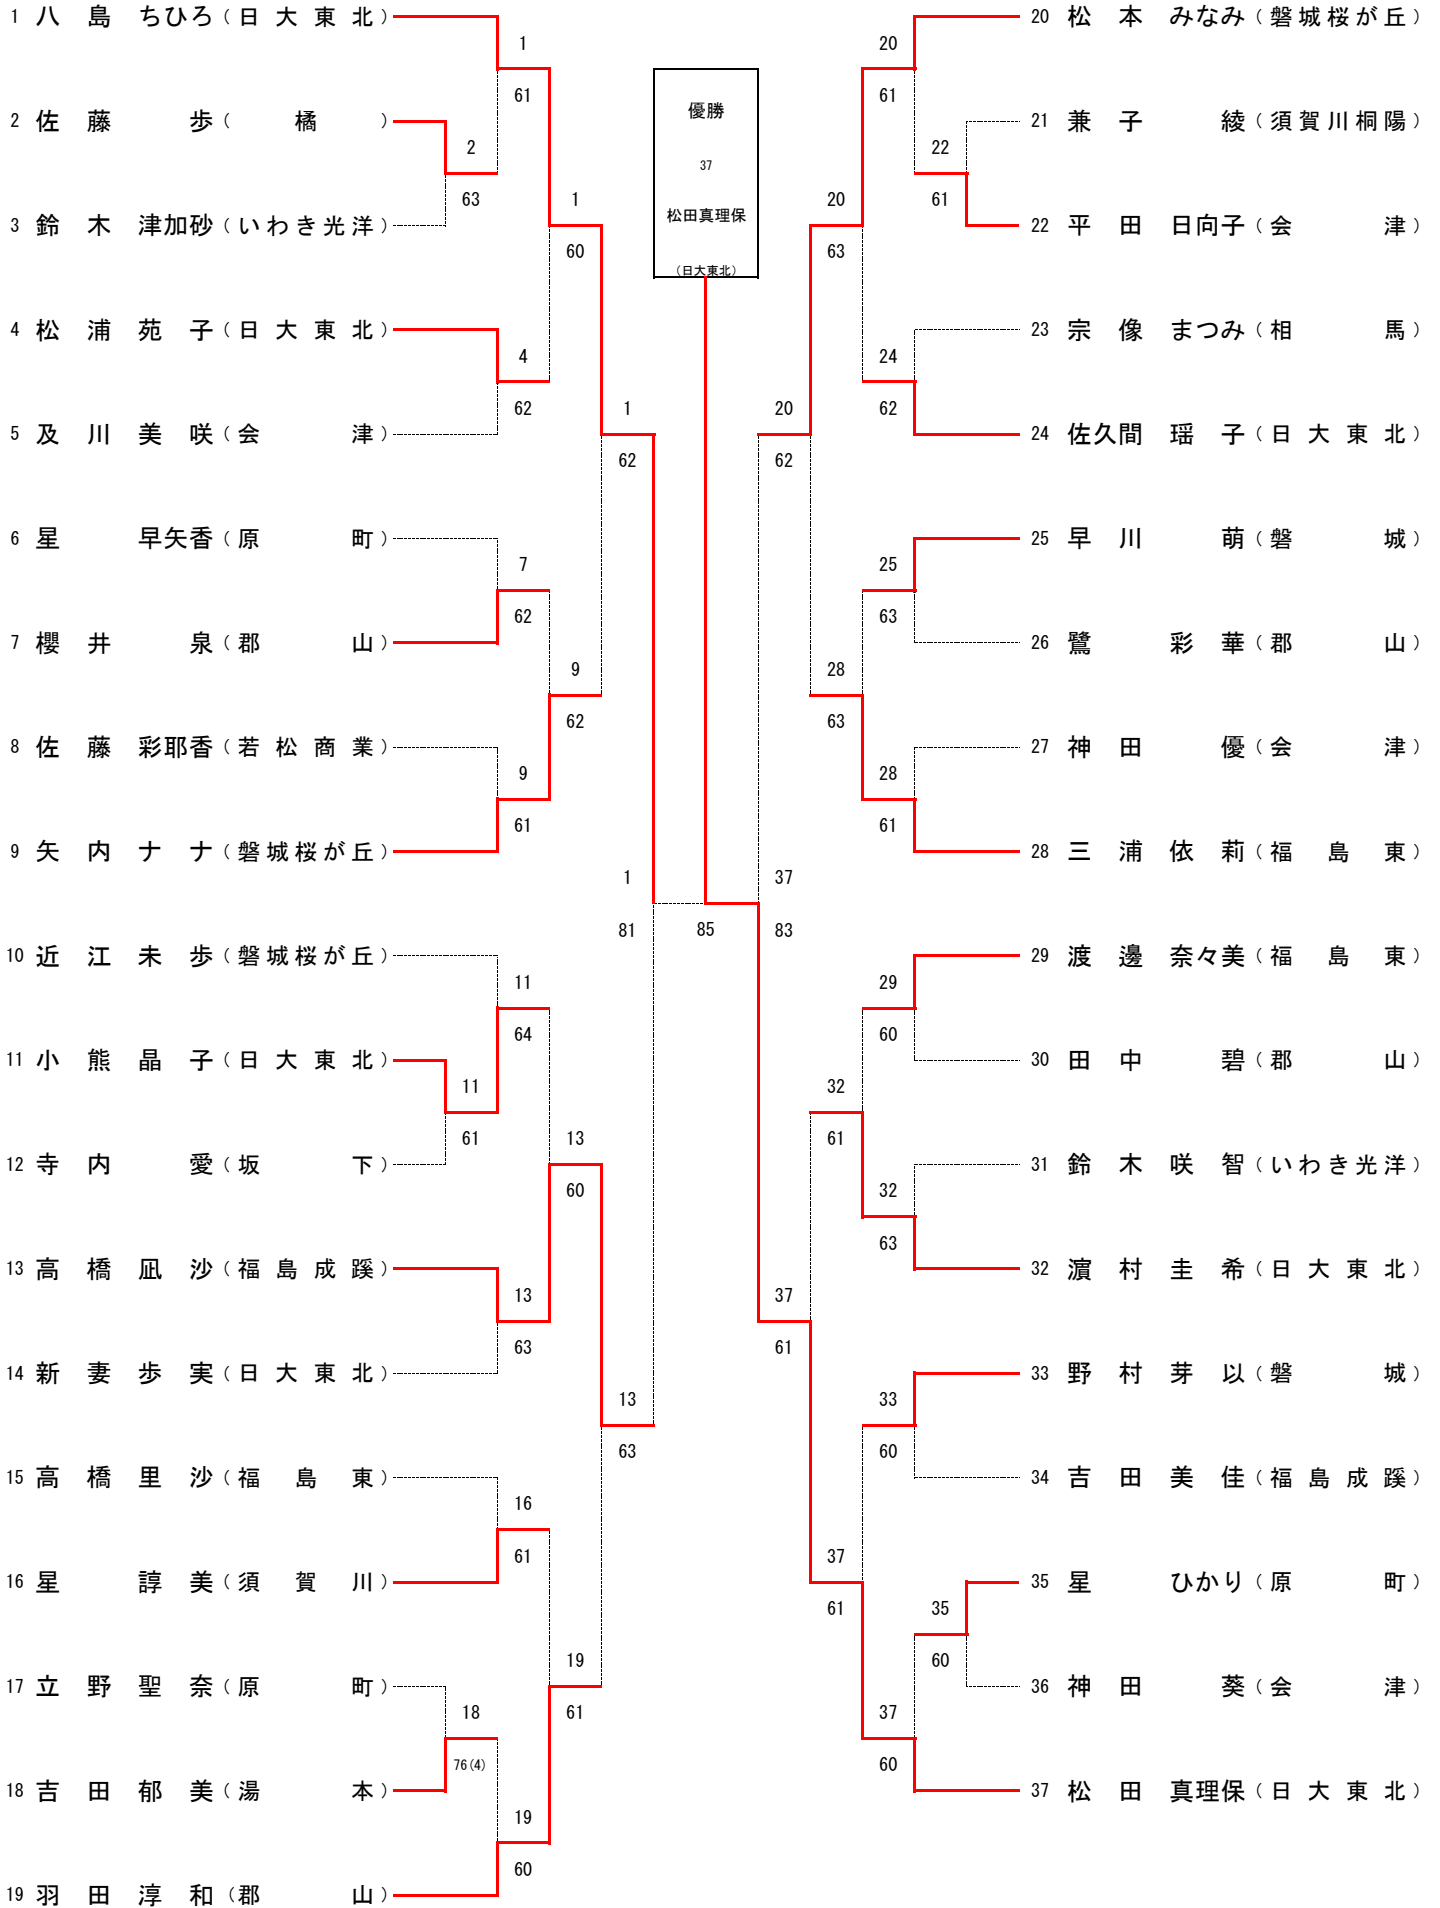 1 八島 ちひろ (日大東北)
1
61
2 佐藤 歩 (橘)
2
63
3 鈴木 津加砂 (いわき光洋)
1
60
4 松浦 苑子 (日大東北)
4
62
5 及川 美咲 (会津)
1
62
6 星 早矢香 (原町)
7
62
7 櫻井 泉 (郡山)
9
62
8 佐藤 彩耶香 (若松商業)
9
61
9 矢内 ナナ (磐城桜が丘)
1
81
10 近江 未歩 (磐城桜が丘)
11
64
11 小熊 晶子 (日大東北)
11
61
12 寺内 愛 (坂下)
13
60
13 高橋 凪沙 (福島成蹊)
13
63
14 新妻 歩実 (日大東北)
13
63
15 高橋 里沙 (福島東)
16
61
16 星 諄美 (須賀川)
19
61
17 立野 聖奈 (原町)
18
76(4)
18 吉田 郁美 (湯本)
19
60
19 羽田 淳和 (郡山)
優勝
37
松田真理保
(日大東北)
85
20 松本 みなみ (磐城桜が丘)
20
61
21 兼子 綾 (須賀川桐陽)
22
61
22 平田 日向子 (会津)
20
63
23 宗像 まつみ (相馬)
24
62
24 佐久間 瑶子 (日大東北)
20
62
25 早川 萌 (磐城)
25
63
26 鷺 彩華 (郡山)
28
63
27 神田 優 (会津)
28
61
28 三浦 依莉 (福島東)
37
83
29 渡邊 奈々美 (福島東)
29
60
30 田中 碧 (郡山)
32
61
31 鈴木 咲智 (いわき光洋)
32
63
32 濵村 圭希 (日大東北)
37
61
33 野村 芽以 (磐城)
33
60
34 吉田 美佳 (福島成蹊)
37
61
35 星 ひかり (原町)
35
60
36 神田 葵 (会津)
37
60
37 松田 真理保 (日大東北)